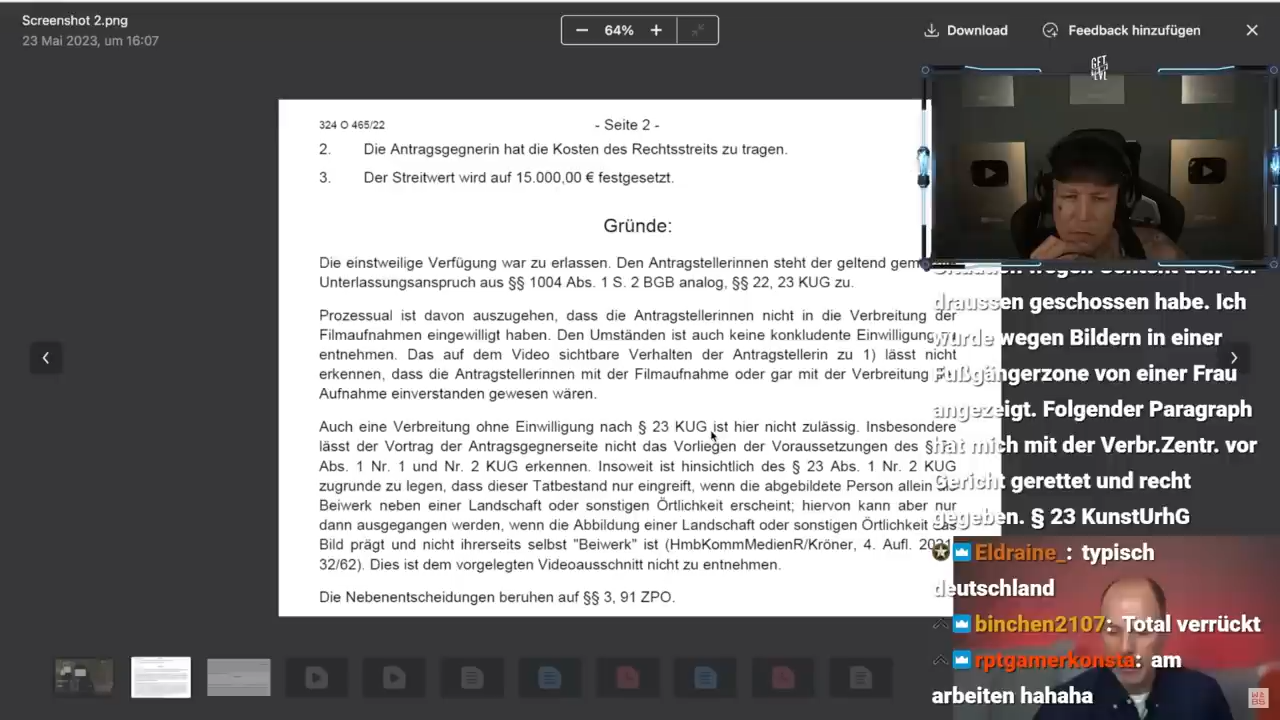 Screenshot 2.png
23 Mai 2023, um 16:07
64%
Download
Feedback hinzufügen
324 O 465/22
- Seite 2 -
2. Die Antragsgegnerin hat die Kosten des Rechtsstreits zu tragen.
3. Der Streitwert wird auf 15.000,00 € festgesetzt.
Gründe:
Die einstweilige Verfügung war zu erlassen. Den Antragstellerinnen steht der geltend
Unterlassungsanspruch aus §§ 1004 Abs. 1 S. 2 BGB analog, §§ 22, 23 KUG zu.
Prozessual ist davon auszugehen, dass die Antragstellerinnen nicht in die Verbreitung der
Filmaufnahmen eingewilligt haben. Den Umständen ist auch keine konkludente Einwilligung
entnehmen. Das auf dem Video sichtbare Verhalten der Antragstellerin zu 1) lässt nicht
erkennen, dass die Antragstellerinnen mit der Filmaufnahme oder gar mit der Verbreitung
Aufnahme einverstanden gewesen wären.
Auch eine Verbreitung ohne Einwilligung nach § 23 KUG ist hier nicht zulässig. Insbesondere
lässt der Vortrag der Antragsgegnerseite nicht das Vorliegen der Voraussetzungen des §
Abs. 1 Nr. 1 und Nr. 2 KUG erkennen. Insoweit ist hinsichtlich des § 23 Abs. 1 Nr. 2 KUG
zugrunde zu legen, dass dieser Tatbestand nur eingreift, wenn die abgebildete Person allein
Beiwerk neben einer Landschaft oder sonstigen Örtlichkeit erscheint; hiervon kann aber nur
dann ausgegangen werden, wenn die Abbildung einer Landschaft oder sonstigen Örtlichkeit das
Bild prägt und nicht ihrerseits selbst "Beiwerk" ist (HmbKommMedienR/Kröner, 4. Aufl. 2021
32/62). Dies ist dem vorgelegten Videoausschnitt nicht zu entnehmen.
Die Nebenentscheidungen beruhen auf §§ 3, 91 ZPO.
draussen geschossen habe. Ich
wurde wegen Bildern in einer
Fußgängerzone von einer Frau
angezeigt. Folgender Paragraph
hat mich mit der Verbr.Zentr. vor
Gericht gerettet und recht
gegeben. § 23 KunstUrhG
Eldraine_: typisch
deutschland
binchen2107: Total verrückt
rptgamerkonsta: am
arbeiten hahaha